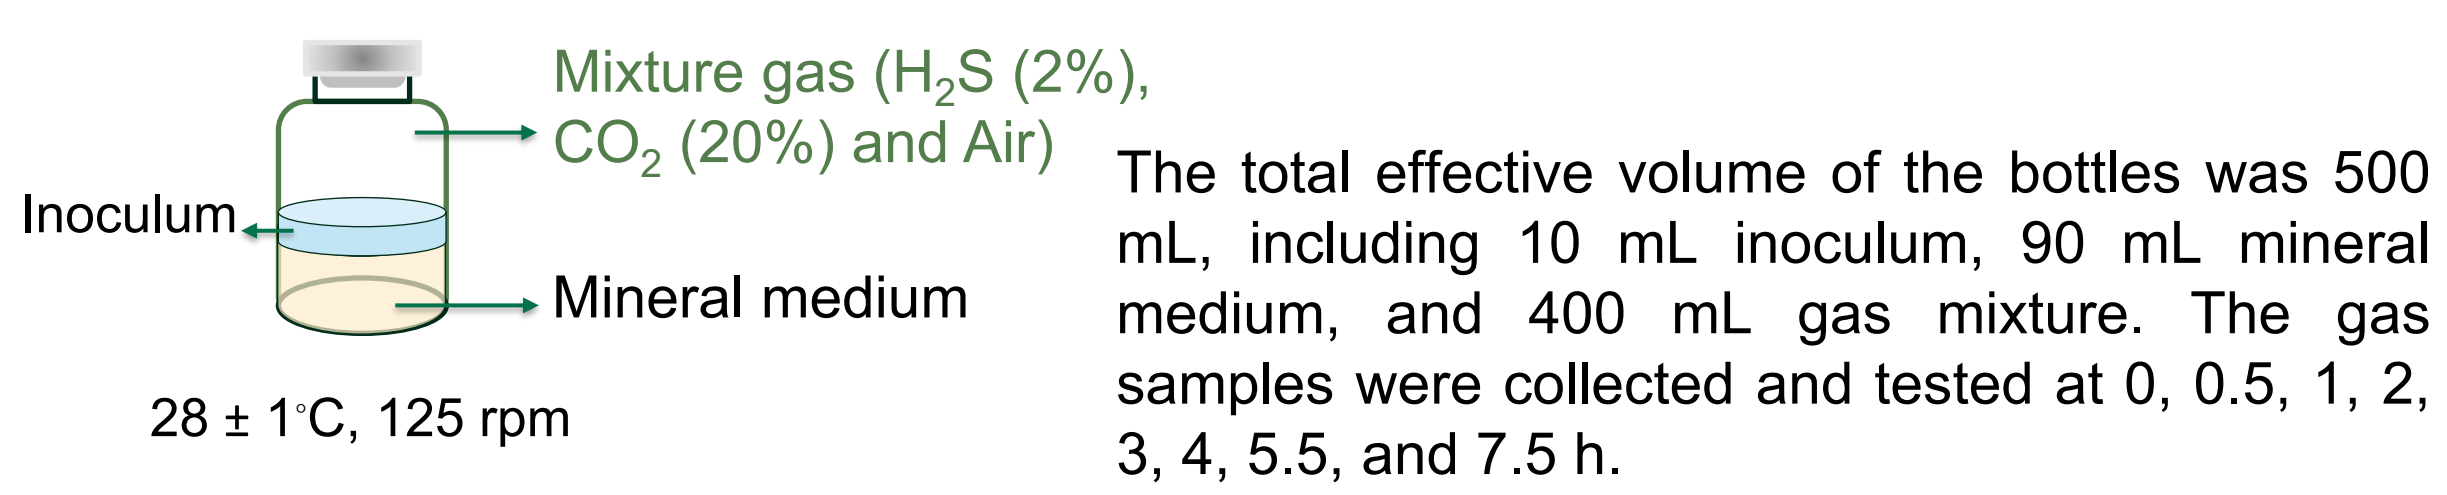 Mixture gas (H₂S (2%),
CO₂ (20%) and Air)
Inoculum
Mineral medium
28 ± 1°C, 125 rpm
The total effective volume of the bottles was 500
mL, including 10 mL inoculum, 90 mL mineral
medium, and 400 mL gas mixture. The gas
samples were collected and tested at 0, 0.5, 1, 2,
3, 4, 5.5, and 7.5 h.